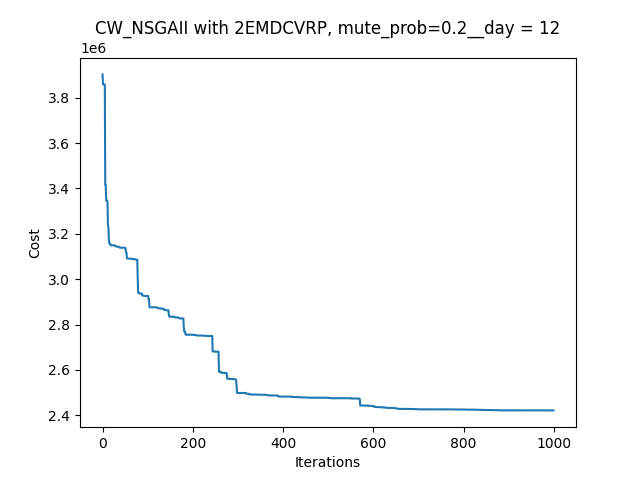 CW_NSGAII with 2EMDCVRP, mute_prob=0.2__day = 12
1e6
3.8
3.6
3.4
3.2
3.0
2.8
2.6
2.4
Cost
0 200 400 600 800 1000
Iterations